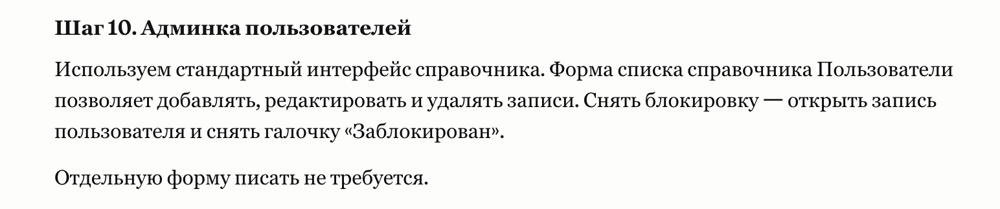 Шаг 10. Админка пользователей
Используем стандартный интерфейс справочника. Форма списка справочника Пользователи
позволяет добавлять, редактировать и удалять записи. Снять блокировку — открыть запись
пользователя и снять галочку «Заблокирован».
Отдельную форму писать не требуется.